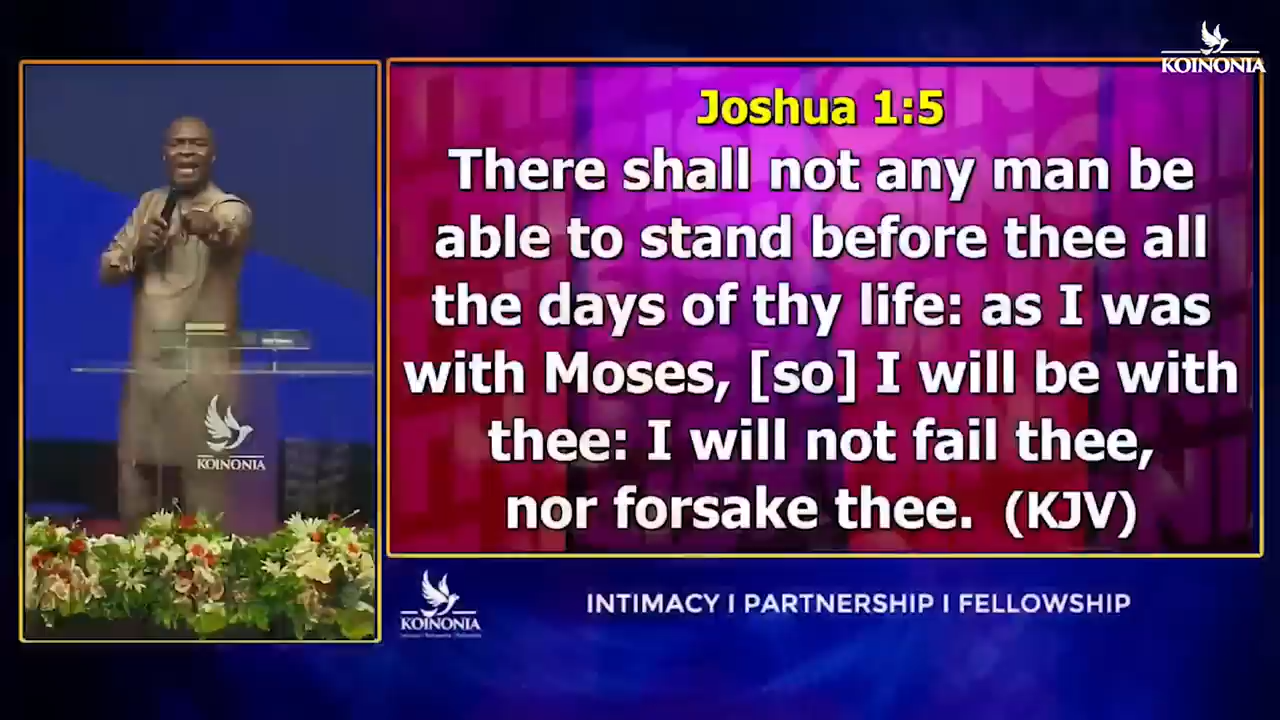 KOINONIA
Joshua 1:5
There shall not any man be
able to stand before thee all
the days of thy life: as I was
with Moses, [so] I will be with
thee: I will not fail thee,
nor forsake thee. (KJV)
KOINONIA
KOINONIA
INTIMACY I PARTNERSHIP I FELLOWSHIP